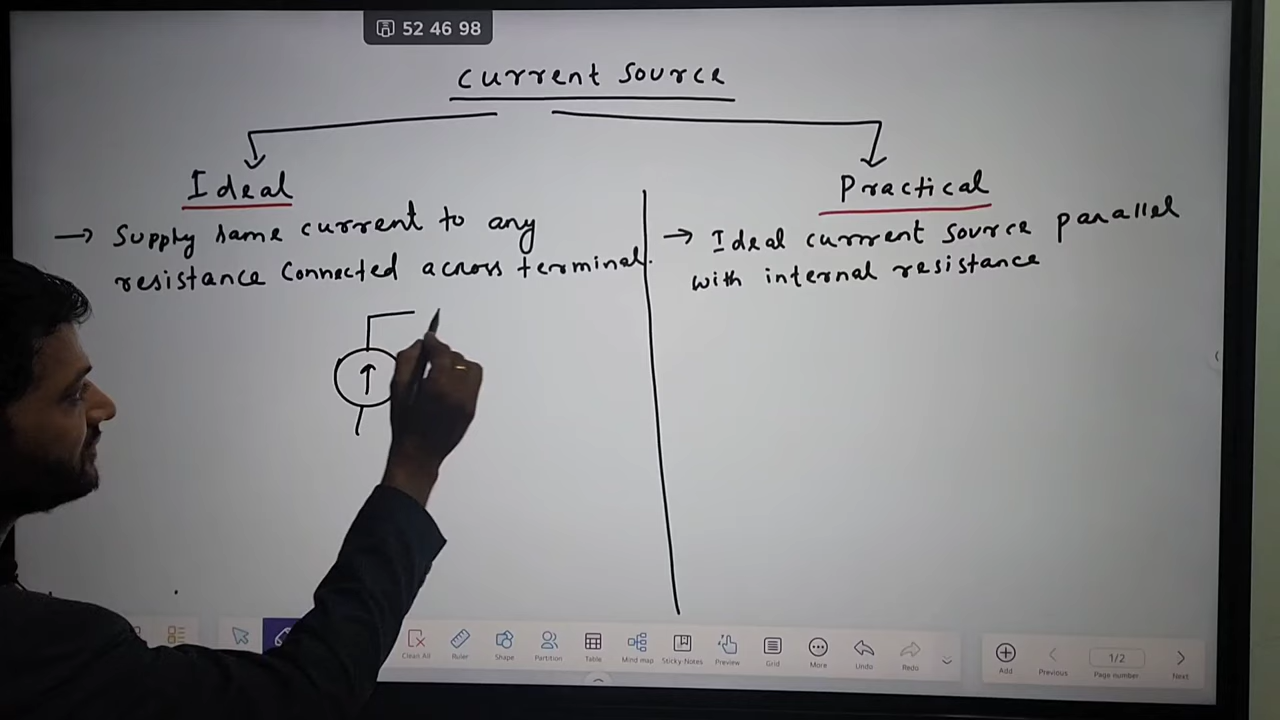 52 46 98
Current Source
Ideal
Practical
→ Supply same current to any
resistance Connected across terminal.
→ Ideal current source parallel
with internal resistance
Clean All
Ruler
Shape
Partition
Table
Mind map
Sticky-Notes
Preview
Grid
More
Undo
Redo
Add
Previous
1/2
Page number
Next